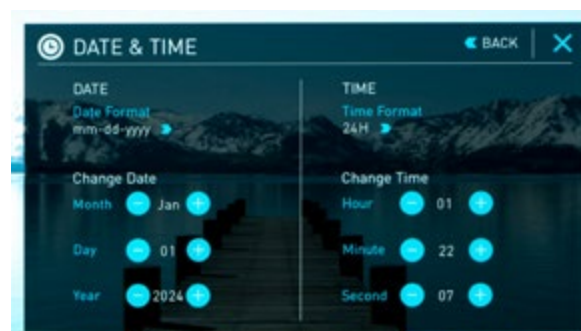 DATE & TIME
BACK
DATE
Date Format
mm-dd-yyyy
Change Date
Month - Jan +
Day - 01 +
Year - 2024 +
TIME
Time Format
24H
Change Time
Hour - 01 +
Minute - 22 +
Second - 07 +